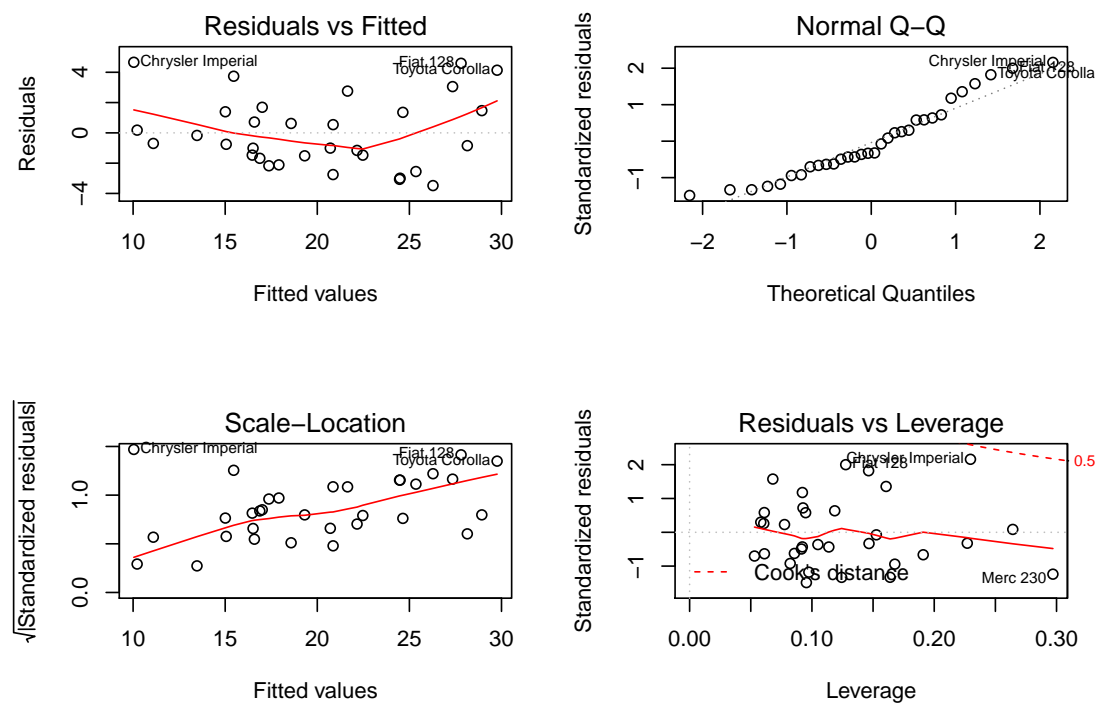 Residuals vs Fitted
Residuals
4
0
−4
Chrysler Imperial
Fiat 128
Toyota Corolla
10 15 20 25 30
Fitted values
Normal Q−Q
Standardized residuals
2
1
−1
Chrysler Imperial
Fiat 128
Toyota Corolla
−2 −1 0 1 2
Theoretical Quantiles
Scale−Location
√|Standardized residuals|
1.0
0.0
Chrysler Imperial
Fiat 128
Toyota Corolla
10 15 20 25 30
Fitted values
Residuals vs Leverage
Standardized residuals
2
1
−1
Chrysler Imperial
Fiat 128
0.5
Cook's distance
Merc 230
0.00 0.10 0.20 0.30
Leverage